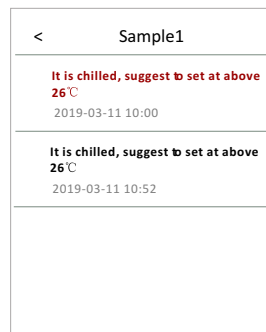 < Sample1
It is chilled, suggest to set at above
26℃
2019-03-11 10:00
It is chilled, suggest to set at above
26℃
2019-03-11 10:52